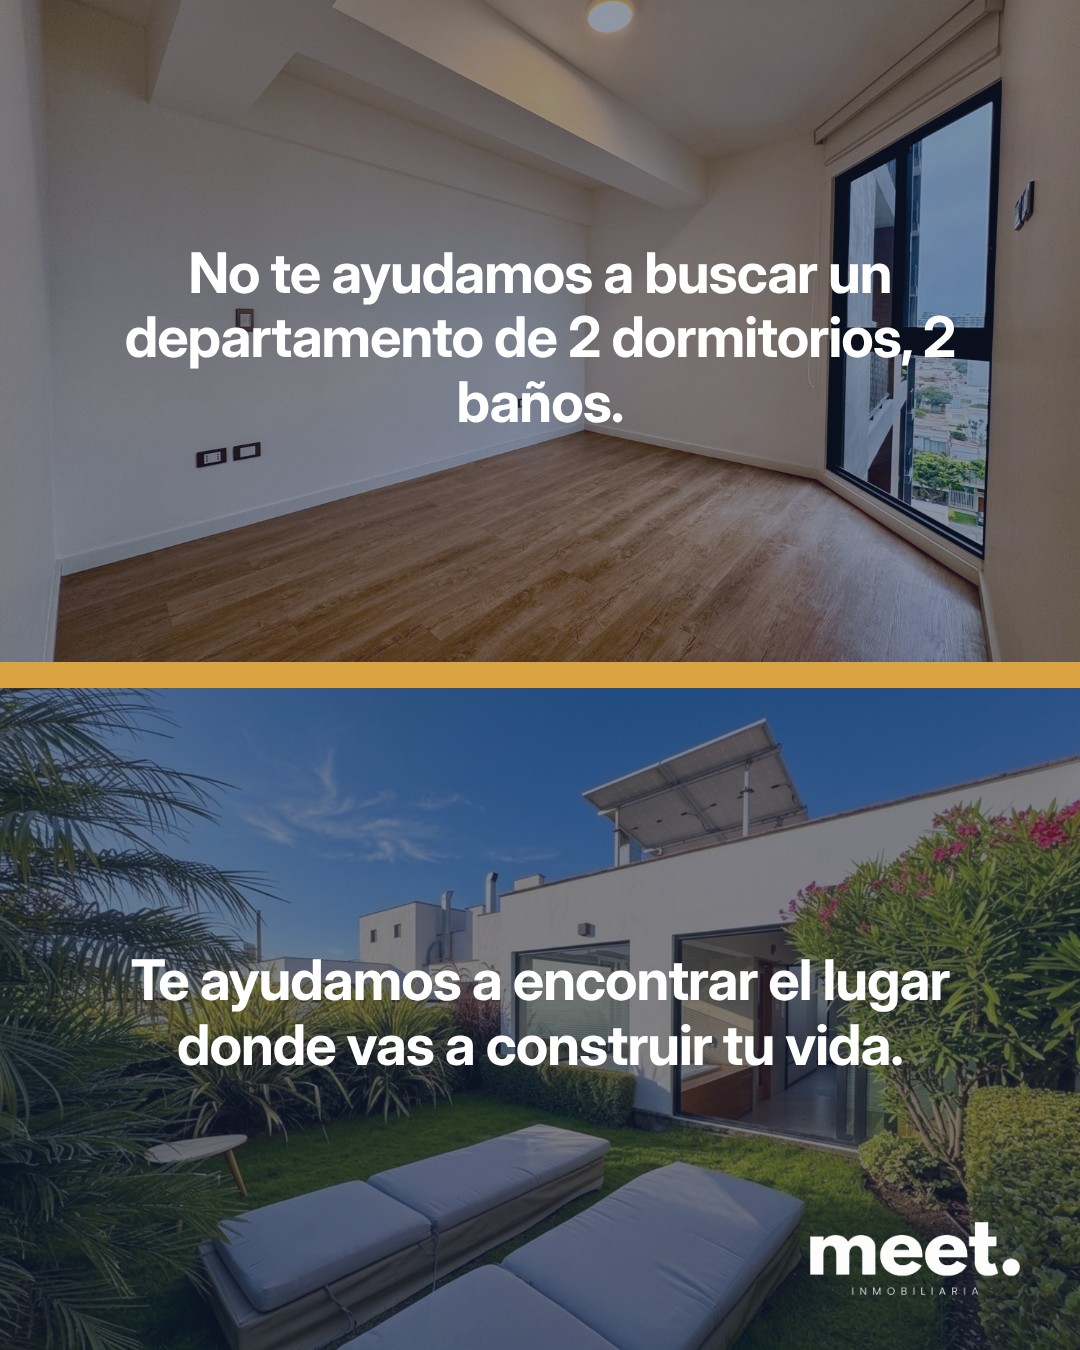 No te ayudamos a buscar un
departamento de 2 dormitorios, 2
baños.
Te ayudamos a encontrar el lugar
donde vas a construir tu vida.
meet.
INMOBILIARIA